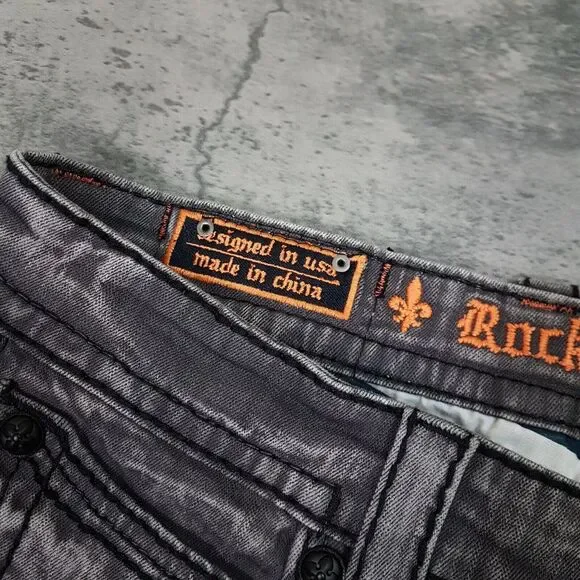 designed in usa
made in china
Rock